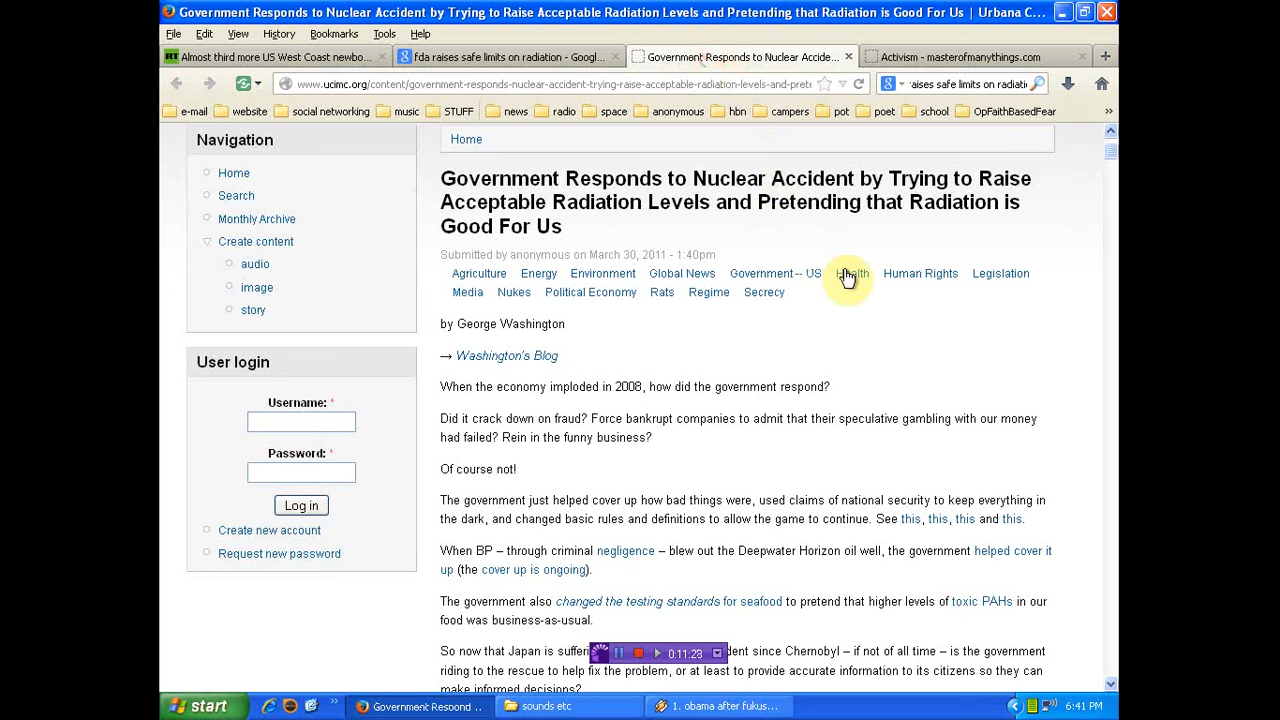 Government Responds to Nuclear Accident by Trying to Raise Acceptable Radiation Levels and Pretending that Radiation is Good For Us | Urbana C...
File Edit View History Bookmarks Tools Help
Almost third more US West Coast newbo...
fda raises safe limits on radiation - Googl...
Government Responds to Nuclear Accide...
Activism - masterofmanythings.com
www.ucimc.org/content/government-responds-nuclear-accident-trying-raise-acceptable-radiation-levels-and-prete
aises safe limits on radiation
e-mail website social networking music STUFF news radio space anonymous hbn campers pot poet school OpFaithBasedFear
Navigation
Home
Search
Monthly Archive
Create content
audio
image
story
User login
Username: *
Password: *
Log in
Create new account
Request new password
Home
Government Responds to Nuclear Accident by Trying to Raise
Acceptable Radiation Levels and Pretending that Radiation is
Good For Us
Submitted by anonymous on March 30, 2011 - 1:40pm
Agriculture Energy Environment Global News Government -- US Health Human Rights Legislation
Media Nukes Political Economy Rats Regime Secrecy
by George Washington
→ Washington's Blog
When the economy imploded in 2008, how did the government respond?
Did it crack down on fraud? Force bankrupt companies to admit that their speculative gambling with our money
had failed? Rein in the funny business?
Of course not!
The government just helped cover up how bad things were, used claims of national security to keep everything in
the dark, and changed basic rules and definitions to allow the game to continue. See this, this, this and this.
When BP – through criminal negligence – blew out the Deepwater Horizon oil well, the government helped cover it
up (the cover up is ongoing).
The government also changed the testing standards for seafood to pretend that higher levels of toxic PAHs in our
food was business-as-usual.
So now that Japan is suffering dent since Chernobyl – if not of all time – is the government
riding to the rescue to help fix the problem, or at least to provide accurate information to its citizens so they can
make informed decisions?
0:11:23
start
Government Respond ...
sounds etc
1. obama after fukus...
6:41 PM